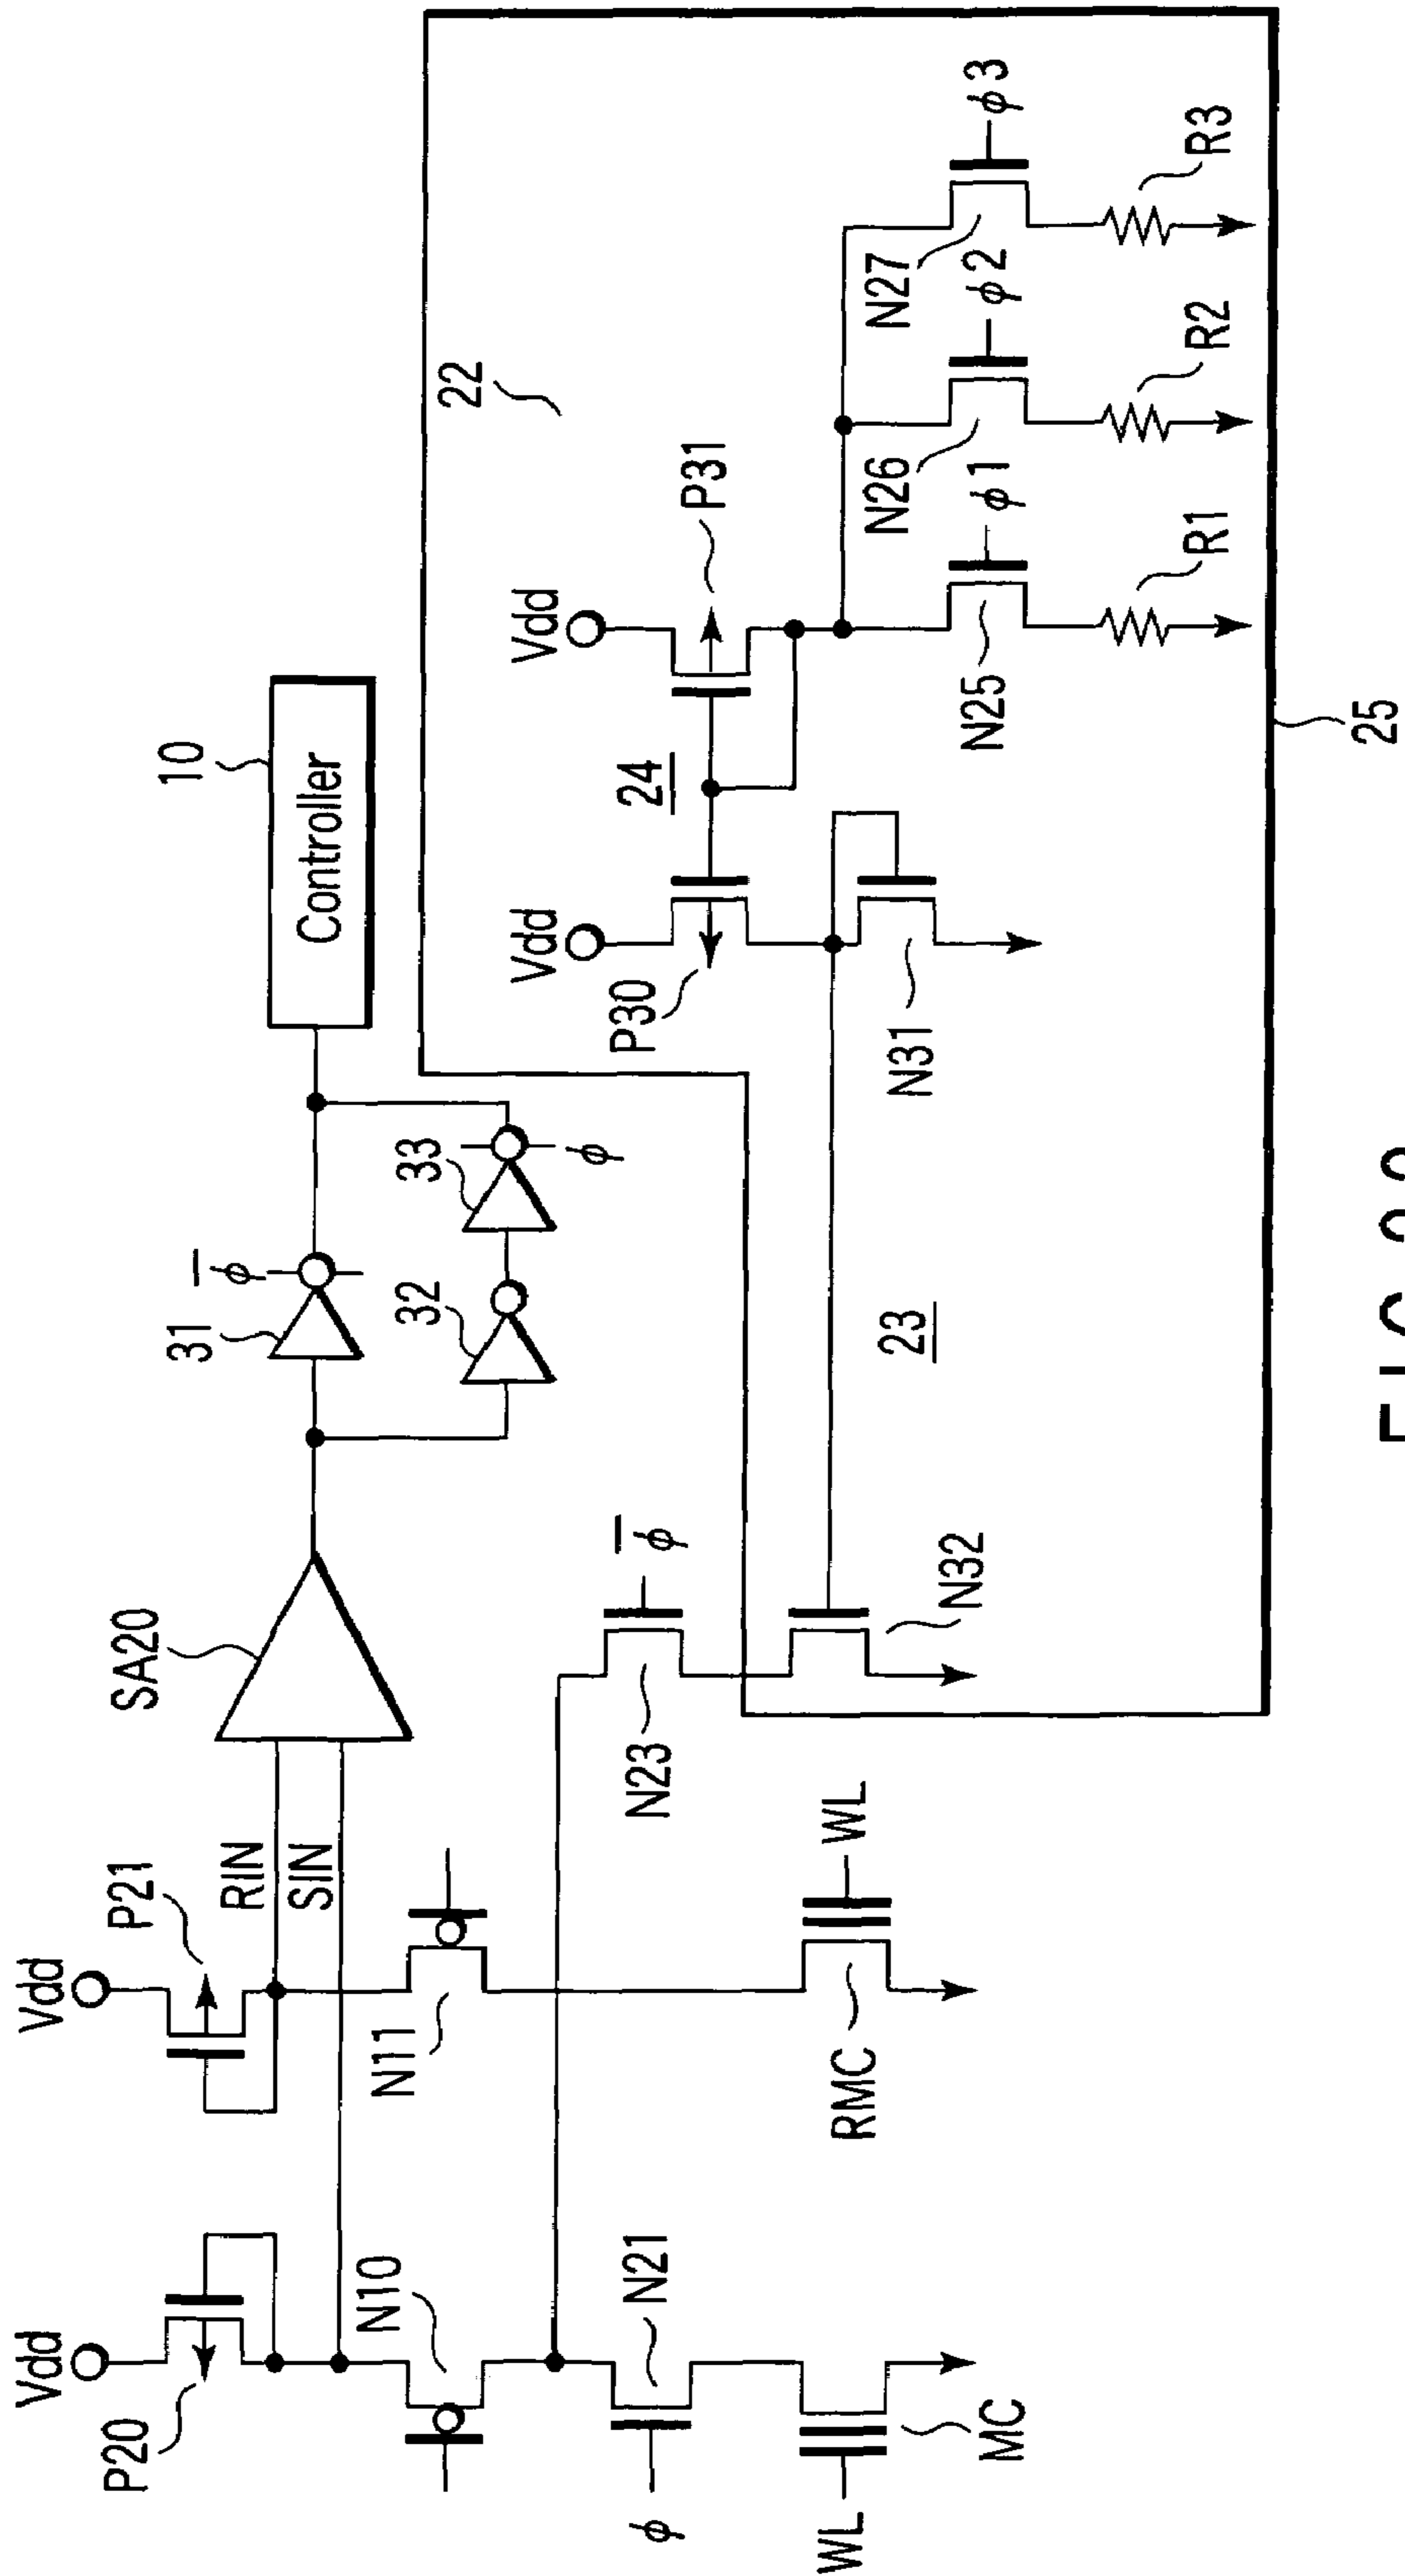 Vdd
Vdd
P20
P21
RIN
SIN
SA20
31
φ̅
32
33
φ
10
Controller
N10
N11
φ
N21
WL
MC
RMC
WL
N23
φ̅
N32
23
22
Vdd
Vdd
P30
24
P31
N31
N25
φ1
N26
φ2
N27
φ3
R1
R2
R3
25